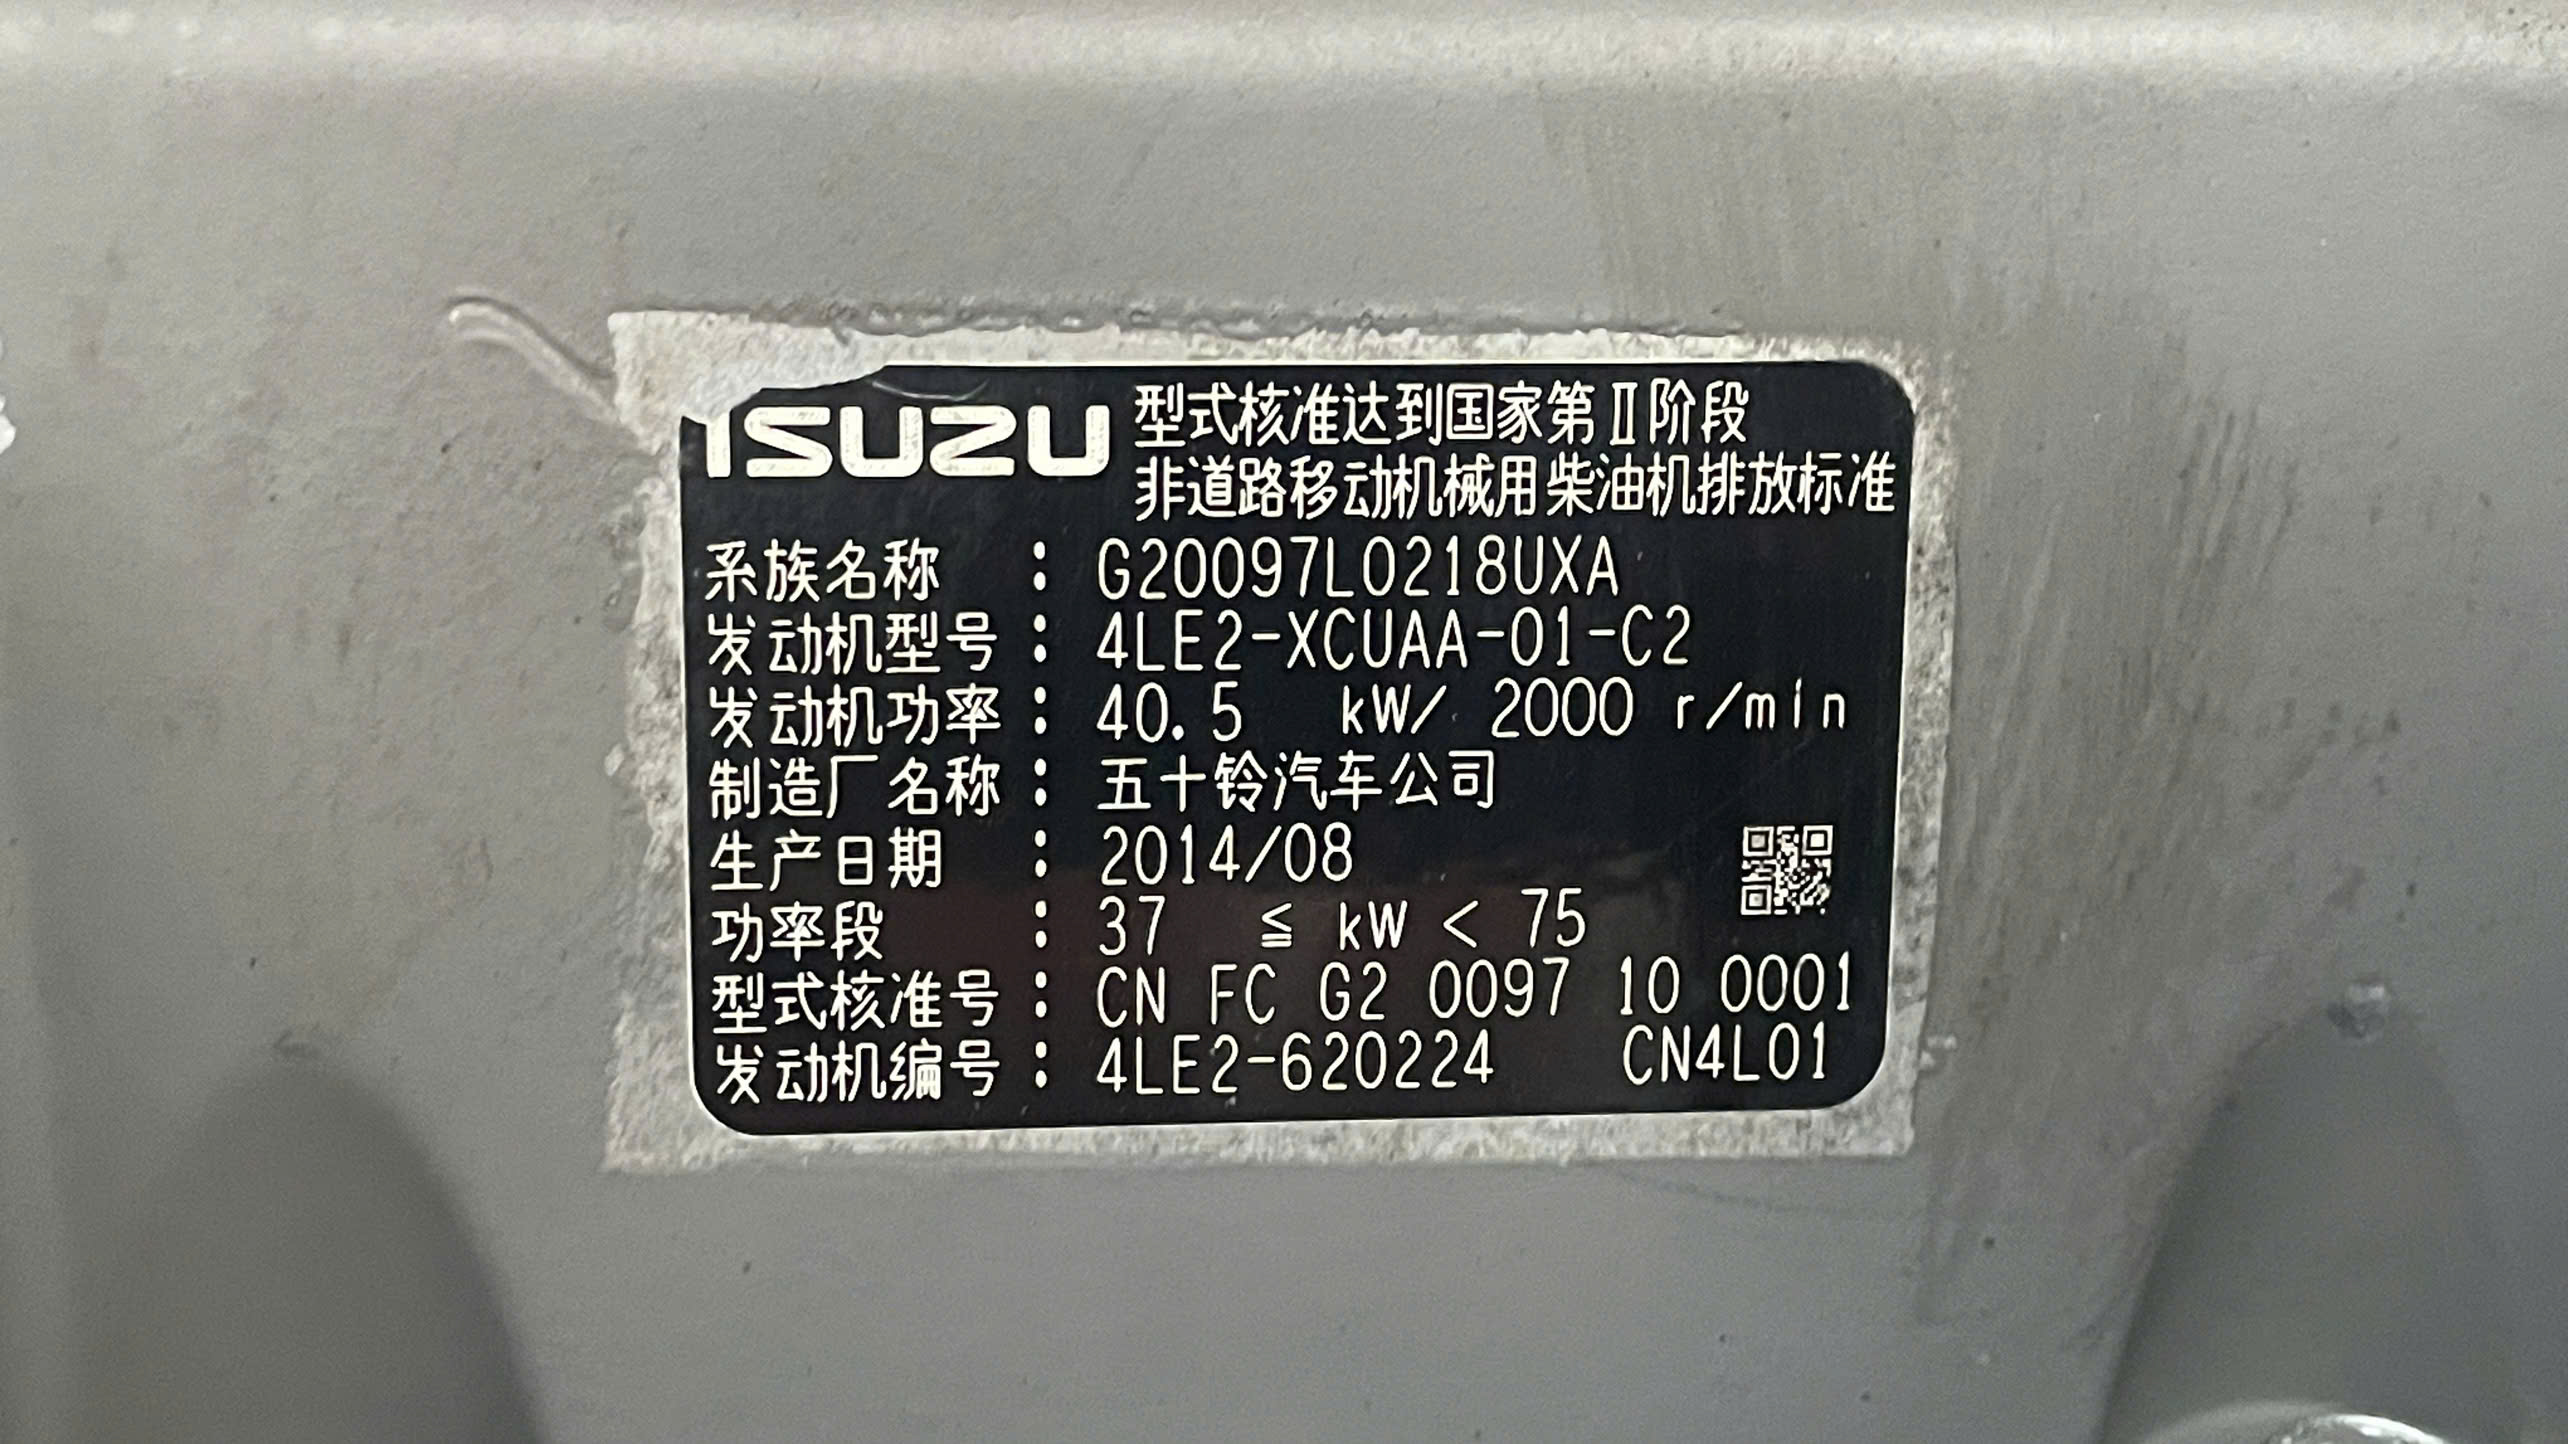 ISUZU 型式核准达到国家第Ⅱ阶段
非道路移动机械用柴油机排放标准
系族名称 : G20097L0218UXA
发动机型号 : 4LE2-XCUAA-01-C2
发动机功率 : 40.5 kW/ 2000 r/min
制造厂名称 : 五十铃汽车公司
生产日期 : 2014/08
功率段 : 37 ≦ kW < 75
型式核准号 : CN FC G2 0097 10 0001
发动机编号 : 4LE2-620224 CN4L01